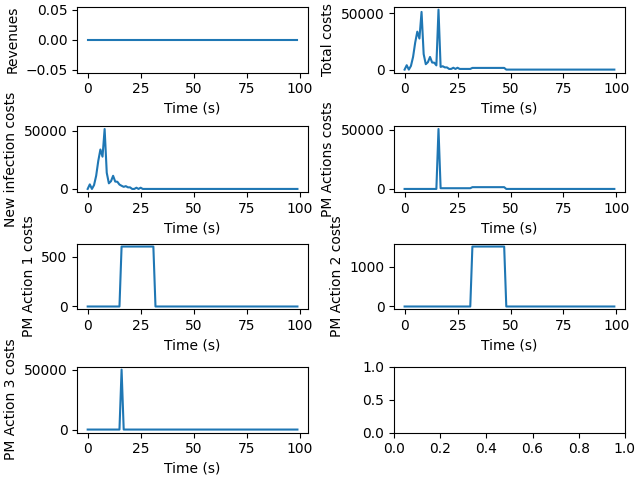 Revenues
0.05
0.00
−0.05
0 25 50 75 100
Time (s)
Total costs
50000
0
0 25 50 75 100
Time (s)
New infection costs
50000
0
0 25 50 75 100
Time (s)
PM Actions costs
50000
0
0 25 50 75 100
Time (s)
PM Action 1 costs
500
0
0 25 50 75 100
Time (s)
PM Action 2 costs
1000
0
0 25 50 75 100
Time (s)
PM Action 3 costs
50000
0
0 25 50 75 100
Time (s)
1.0
0.5
0.0
0.0 0.2 0.4 0.6 0.8 1.0